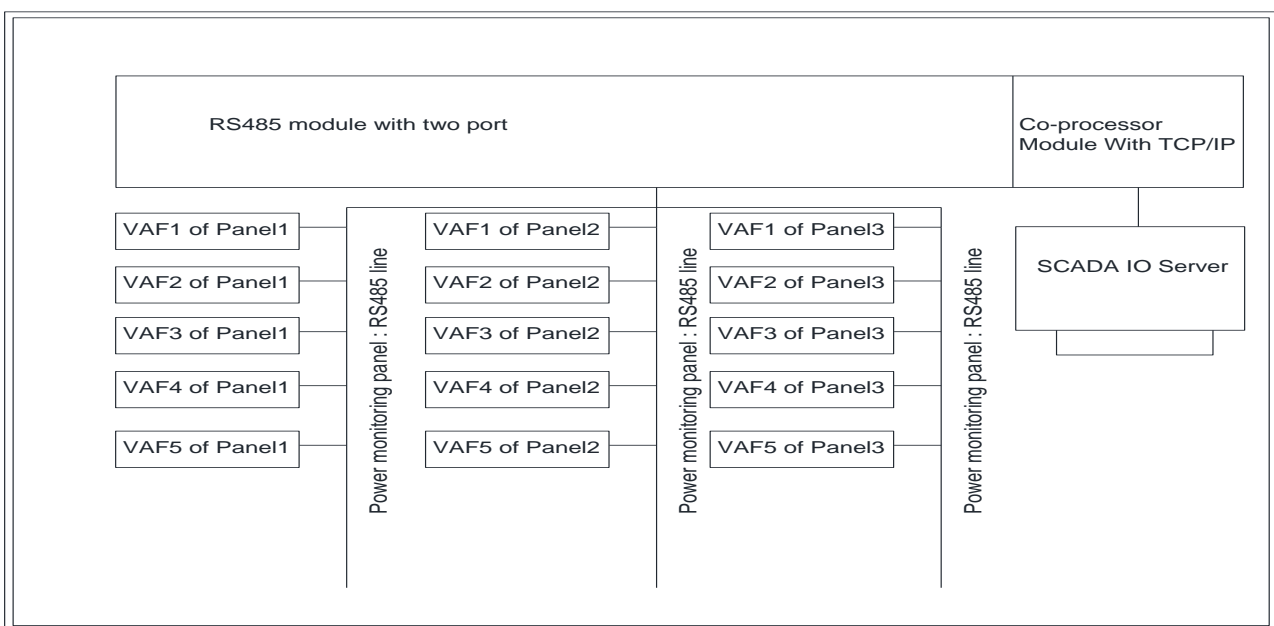 RS485 module with two port
Co-processor
Module With TCP/IP
VAF1 of Panel1
VAF2 of Panel1
VAF3 of Panel1
VAF4 of Panel1
VAF5 of Panel1
Power monitoring panel : RS485 line
VAF1 of Panel2
VAF2 of Panel2
VAF3 of Panel2
VAF4 of Panel2
VAF5 of Panel2
Power monitoring panel : RS485 line
VAF1 of Panel3
VAF2 of Panel3
VAF3 of Panel3
VAF4 of Panel3
VAF5 of Panel3
Power monitoring panel : RS485 line
SCADA IO Server